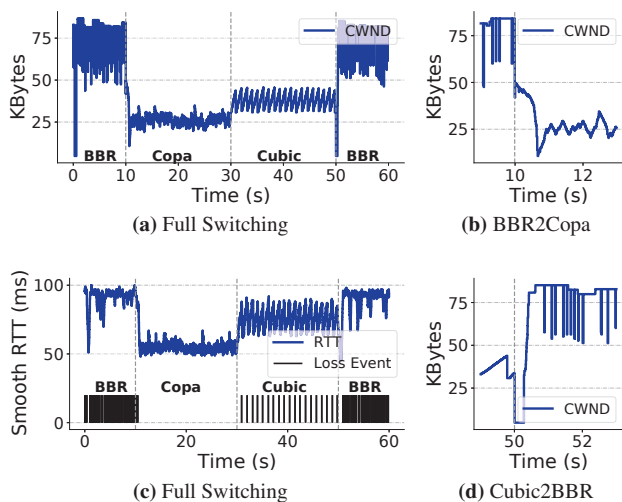 CWND
KBytes
75
50
25
BBR Copa Cubic BBR
0 10 20 30 40 50 60
Time (s)
(a) Full Switching
KBytes
75
50
25
10 12
Time (s)
(b) BBR2Copa
Smooth RTT (ms)
100
50
0
RTT
Loss Event
BBR Copa Cubic BBR
0 20 40 60
Time (s)
(c) Full Switching
KBytes
75
50
25
CWND
50 52
Time (s)
(d) Cubic2BBR